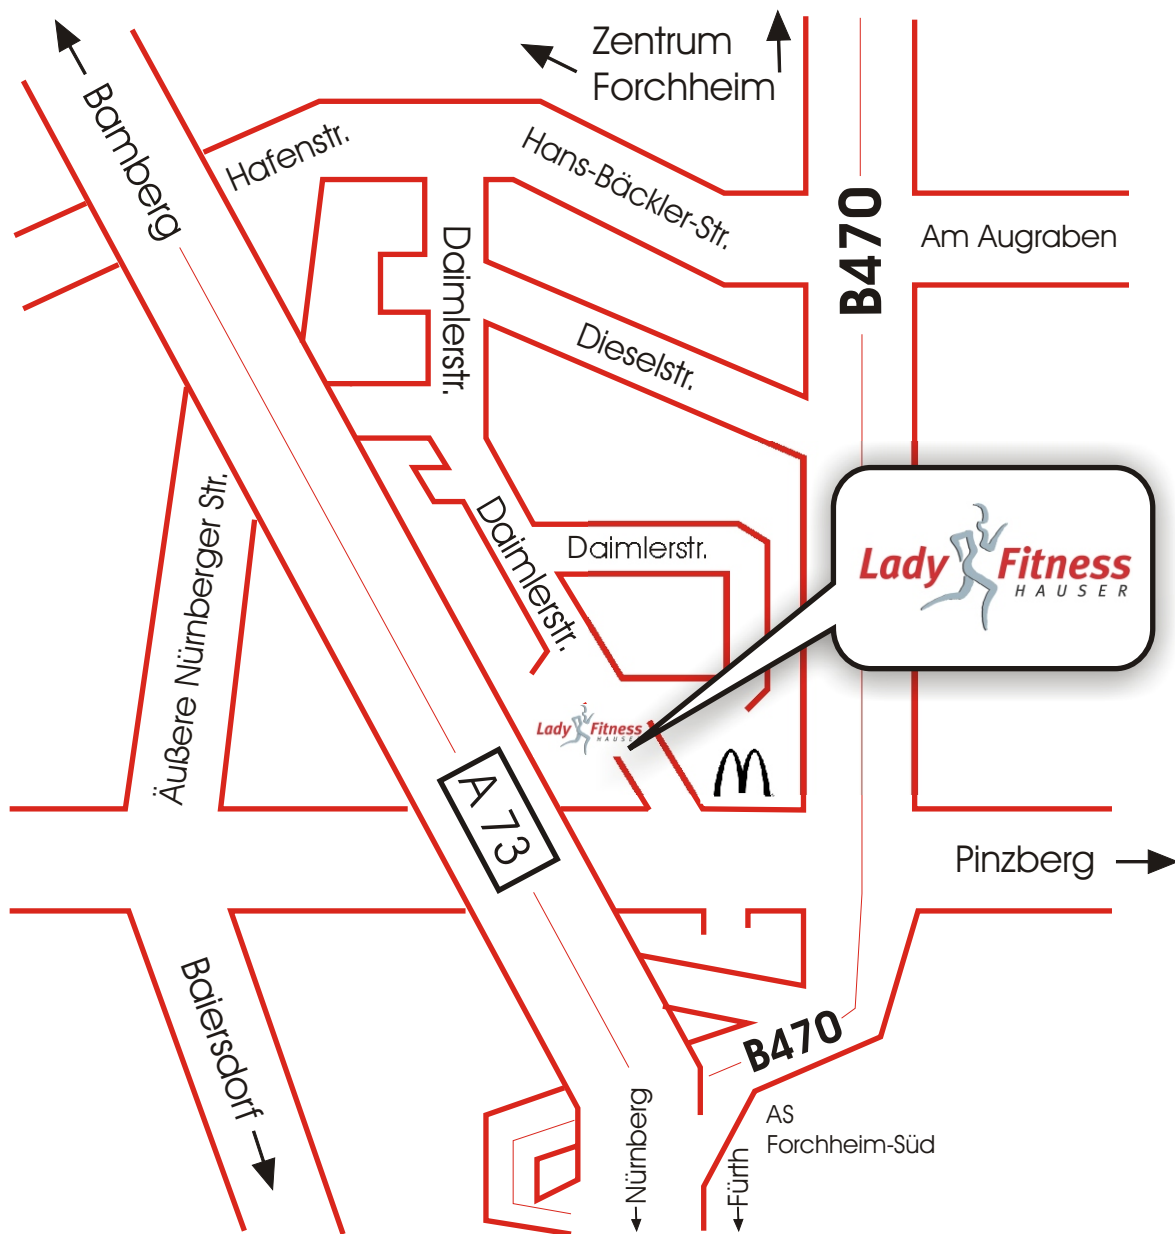 Zentrum
Forchheim
Bamberg
Hafenstr.
Hans-Bäckler-Str.
B470
Am Augraben
Daimlerstr.
Dieselstr.
Äußere Nürnberger Str.
Daimlerstr.
Daimlerstr.
Lady Fitness
HAUSER
Lady Fitness
HAUSER
A 73
Pinzberg
Baiersdorf
B470
Nürnberg
Fürth
AS
Forchheim-Süd